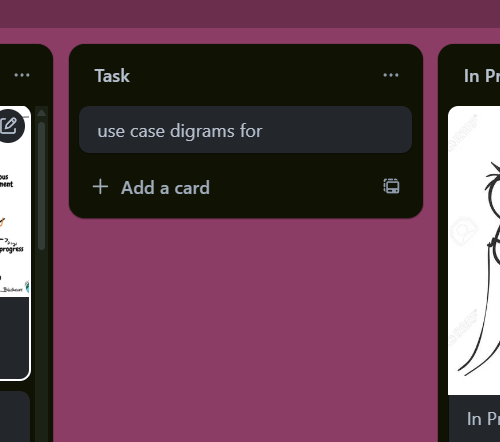 Task
In Pr
ous
ment
use case digrams for
progress
Add a card
In Pr